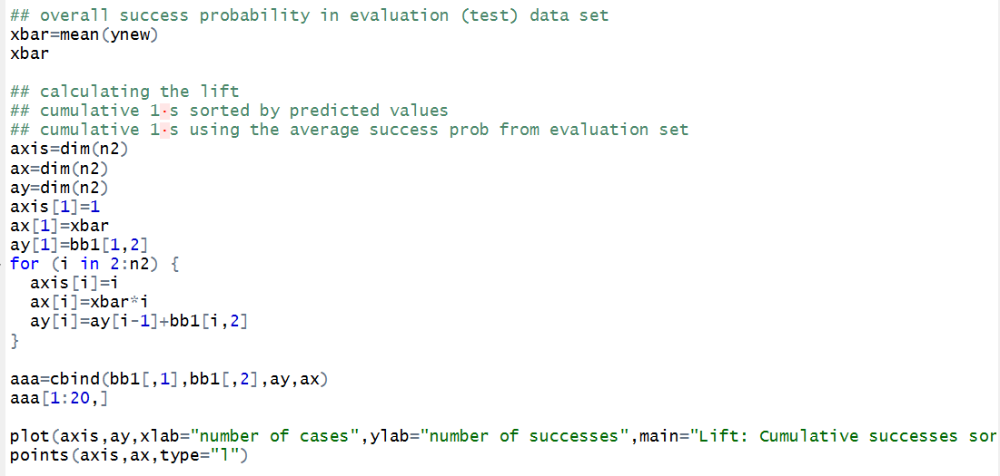 ## overall success probability in evaluation (test) data set
xbar=mean(ynew)
xbar
## calculating the lift
## cumulative 1·s sorted by predicted values
## cumulative 1·s using the average success prob from evaluation set
axis=dim(n2)
ax=dim(n2)
ay=dim(n2)
axis[1]=1
ax[1]=xbar
ay[1]=bb1[1,2]
for (i in 2:n2) {
  axis[i]=i
  ax[i]=xbar*i
  ay[i]=ay[i-1]+bb1[i,2]
}
aaa=cbind(bb1[,1],bb1[,2],ay,ax)
aaa[1:20,]
plot(axis,ay,xlab="number of cases",ylab="number of successes",main="Lift: Cumulative successes sor
points(axis,ax,type="l")